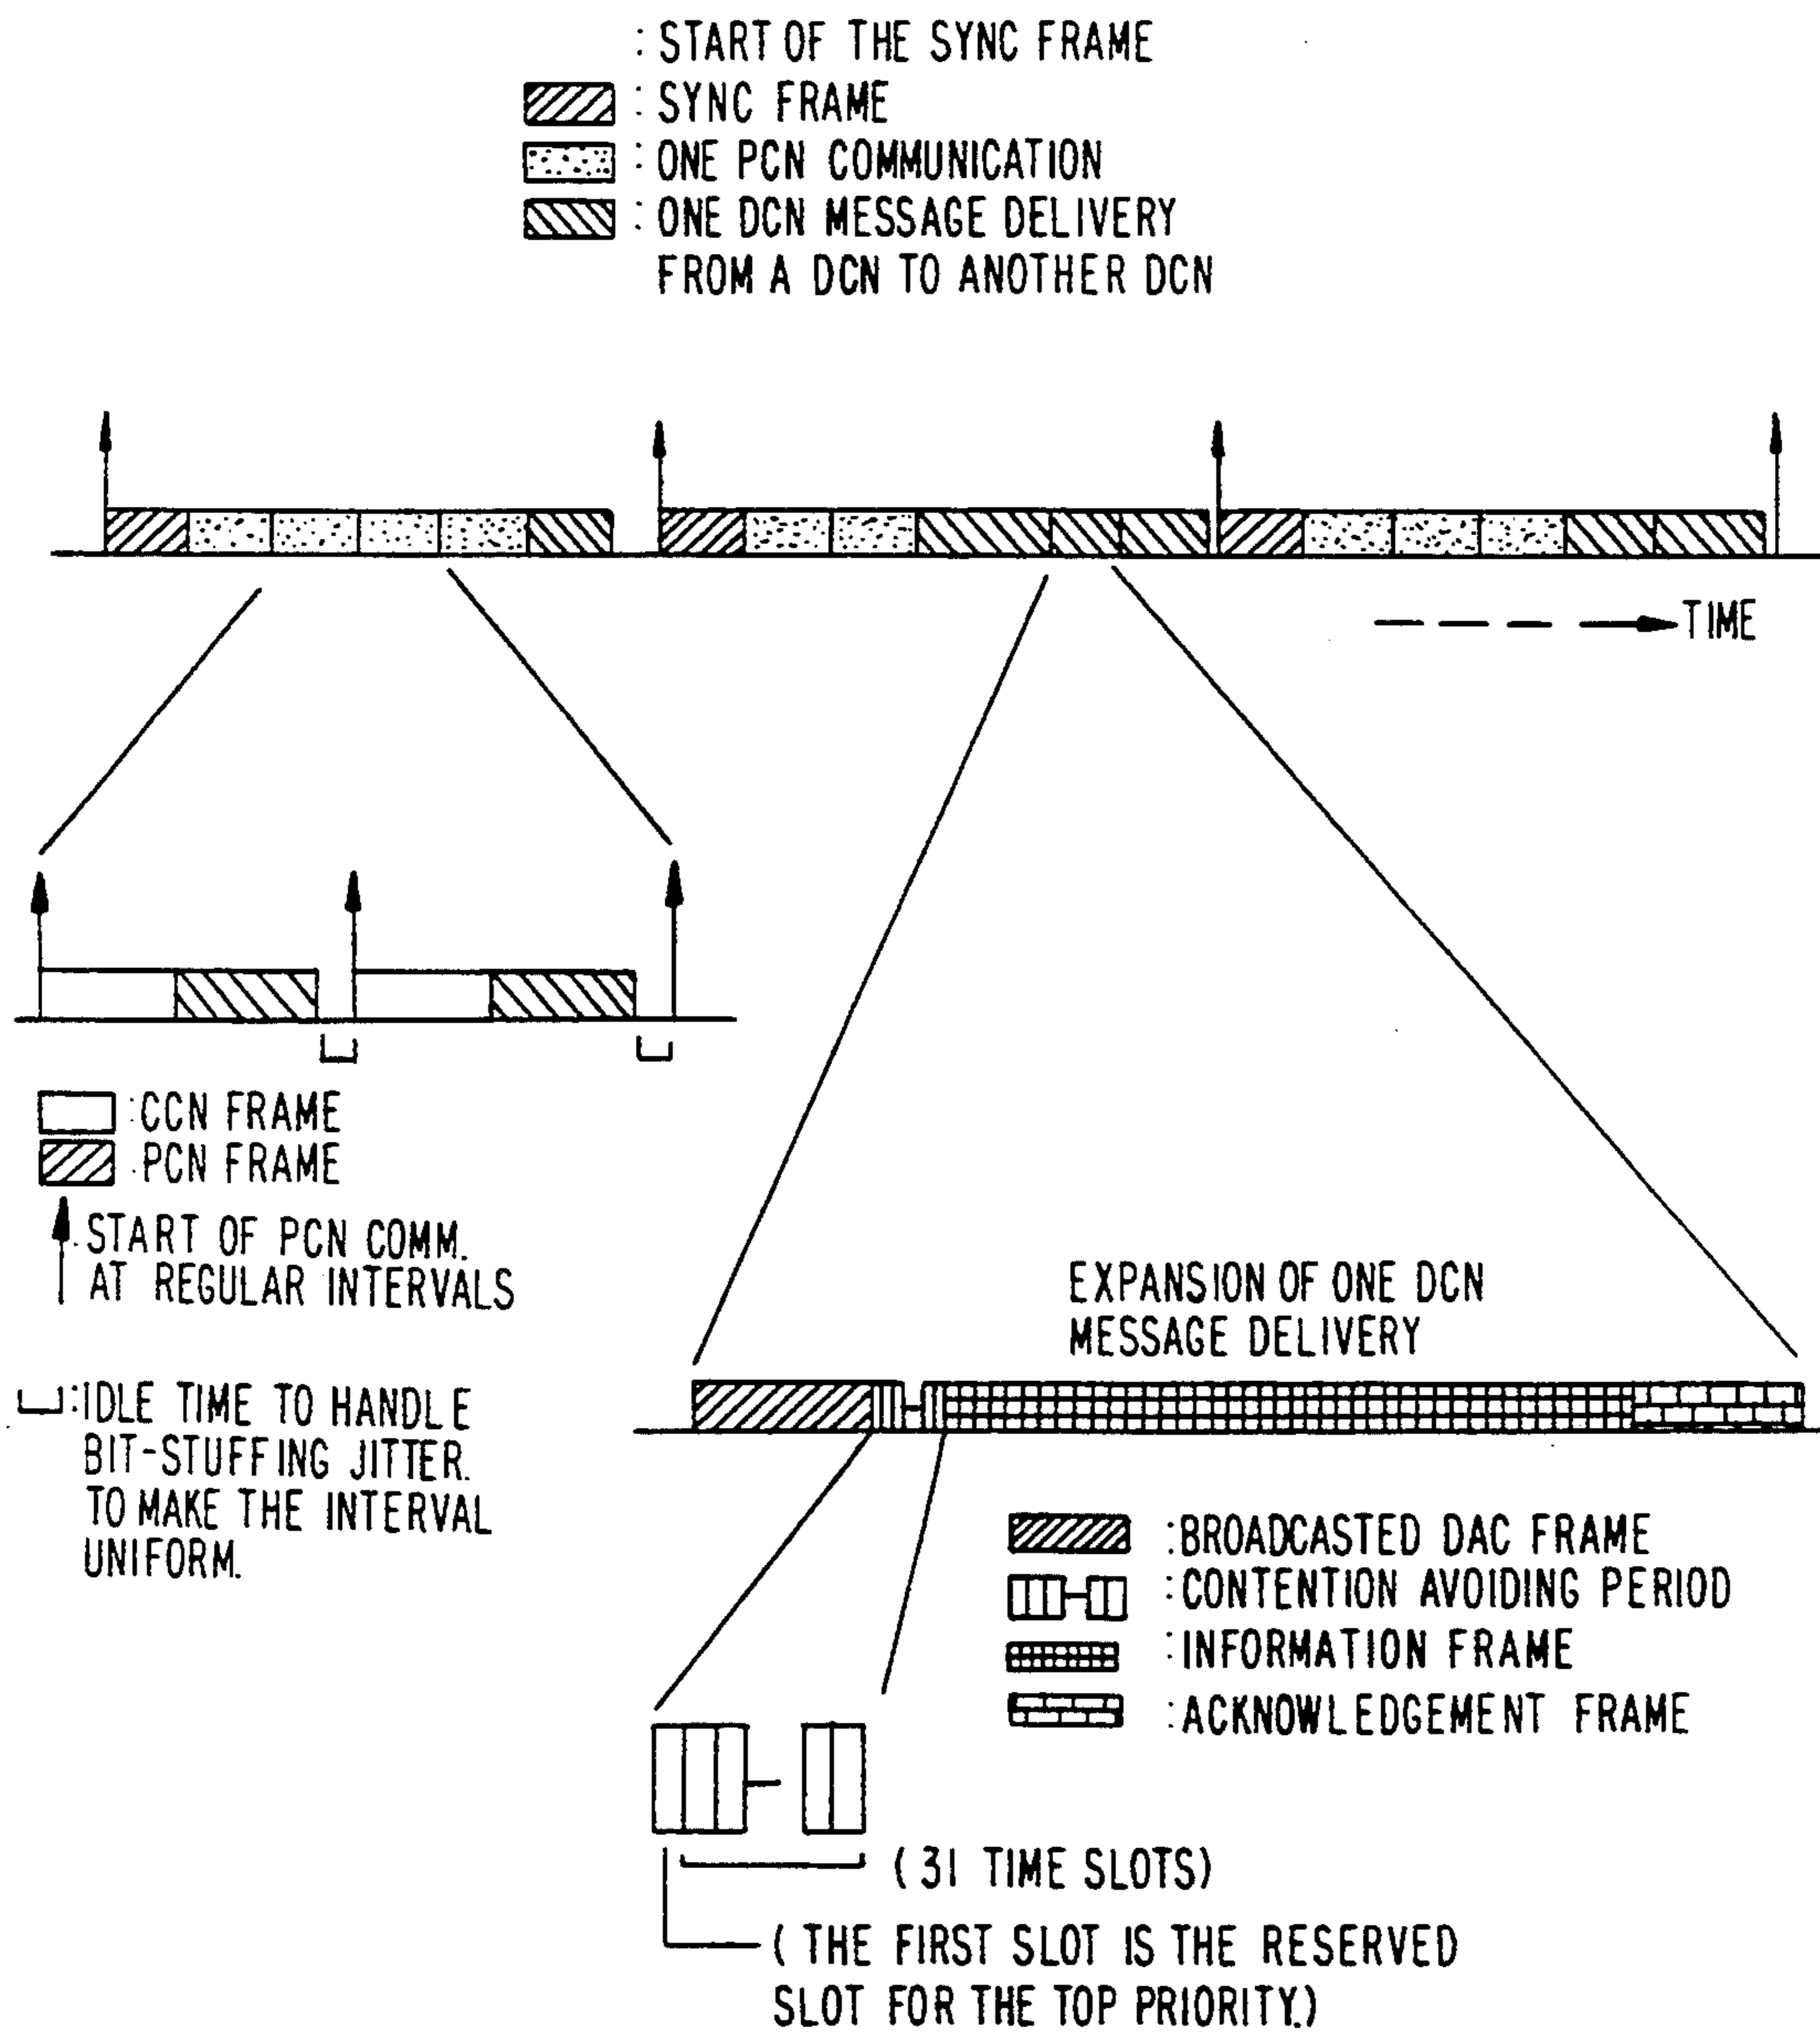 : START OF THE SYNC FRAME
: SYNC FRAME
: ONE PCN COMMUNICATION
: ONE DCN MESSAGE DELIVERY
FROM A DCN TO ANOTHER DCN
TIME
: CCN FRAME
: PCN FRAME
: START OF PCN COMM.
AT REGULAR INTERVALS
: IDLE TIME TO HANDLE
BIT-STUFFING JITTER.
TO MAKE THE INTERVAL
UNIFORM.
EXPANSION OF ONE DCN
MESSAGE DELIVERY
: BROADCASTED DAC FRAME
: CONTENTION AVOIDING PERIOD
: INFORMATION FRAME
: ACKNOWLEDGEMENT FRAME
(31 TIME SLOTS)
(THE FIRST SLOT IS THE RESERVED
SLOT FOR THE TOP PRIORITY.)